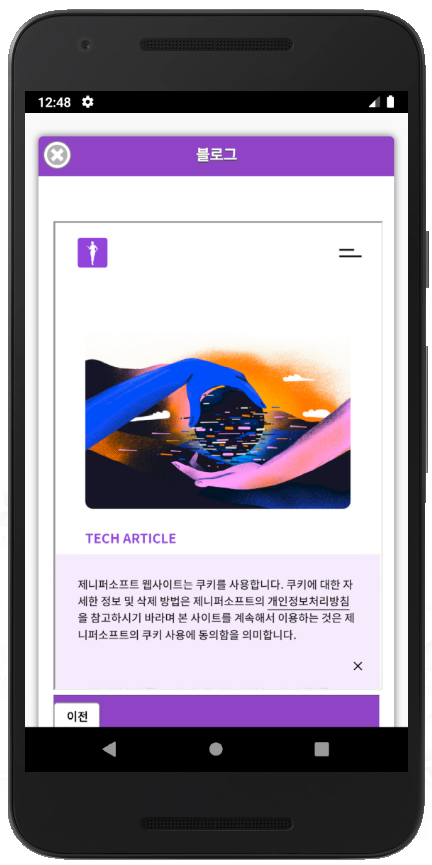 12:48
블로그
TECH ARTICLE
제니퍼소프트 웹사이트는 쿠키를 사용합니다. 쿠키에 대한 자
세한 정보 및 삭제 방법은 제니퍼소프트의 개인정보처리방침
을 참고하시기 바라며 본 사이트를 계속해서 이용하는 것은 제
니퍼소프트의 쿠키 사용에 동의함을 의미합니다.
이전